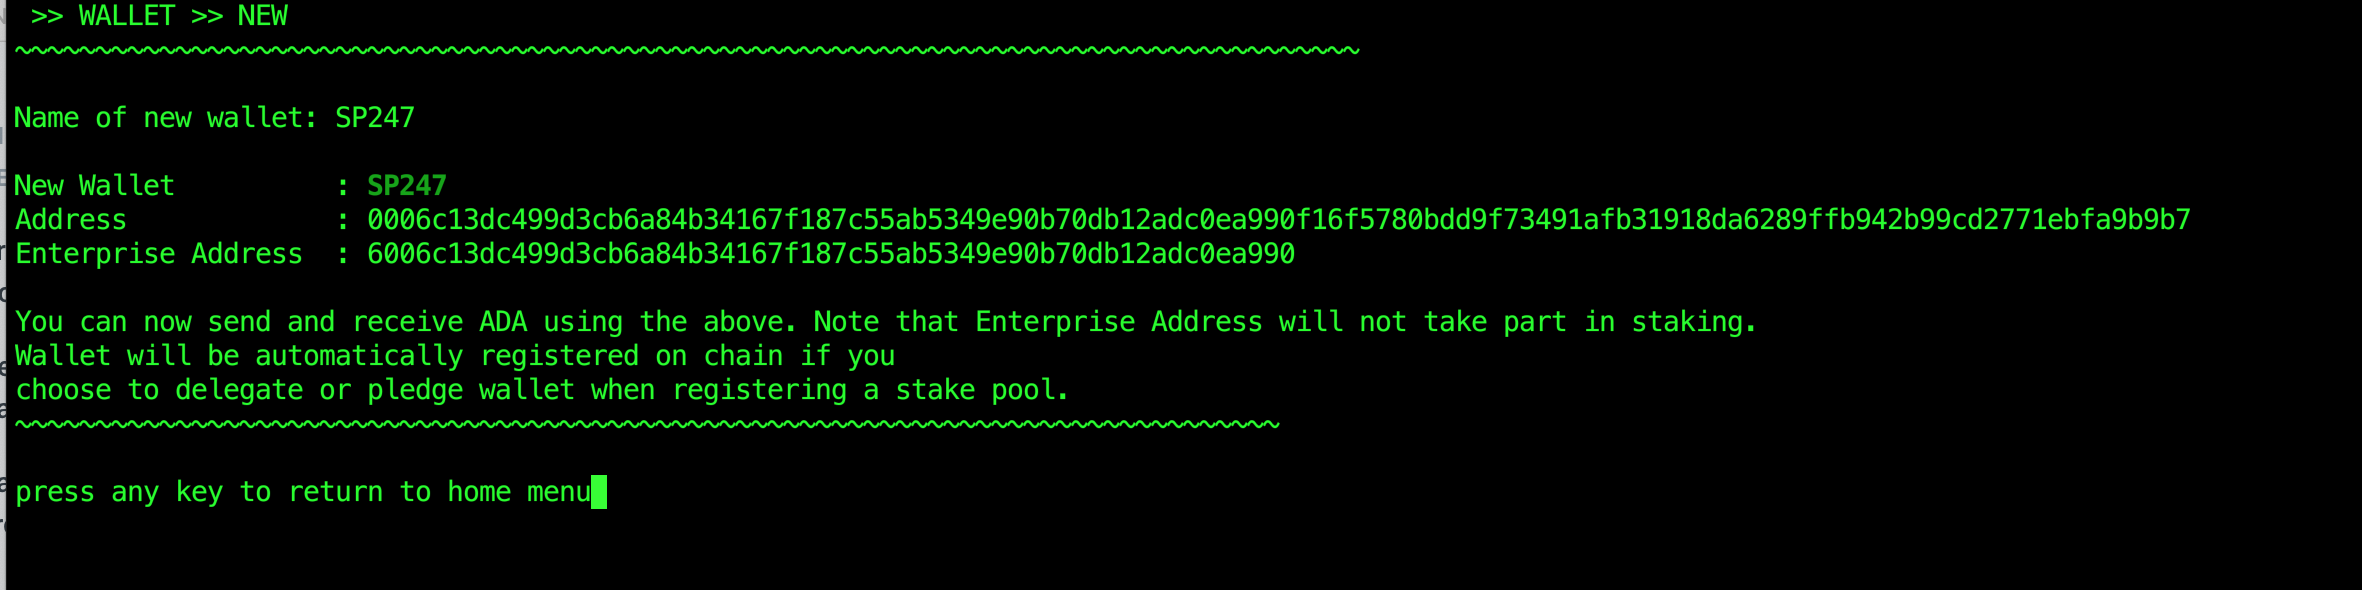 >> WALLET >> NEW
~~~~~~~~~~~~~~~~~~~~~~~~~~~~~~~~~~~~~~~~~~~~~~~~~~~~~~~~~~~~~~~~~~~~~~~~~~~~~~~~~~~~
Name of new wallet: SP247
New Wallet          : SP247
Address             : 0006c13dc499d3cb6a84b34167f187c55ab5349e90b70db12adc0ea990f16f5780bdd9f73491afb31918da6289ffb942b99cd2771ebfa9b9b7
Enterprise Address  : 6006c13dc499d3cb6a84b34167f187c55ab5349e90b70db12adc0ea990
You can now send and receive ADA using the above. Note that Enterprise Address will not take part in staking.
Wallet will be automatically registered on chain if you
choose to delegate or pledge wallet when registering a stake pool.
~~~~~~~~~~~~~~~~~~~~~~~~~~~~~~~~~~~~~~~~~~~~~~~~~~~~~~~~~~~~~~~~~~~~~~~~~~~~~~~
press any key to return to home menu